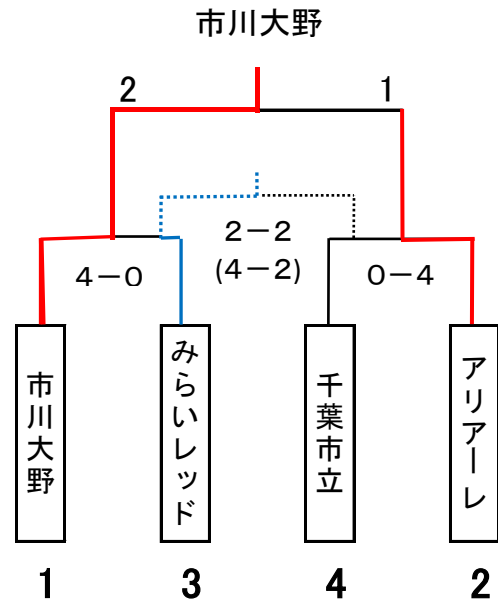 市川大野
2 1
2－2
(4－2)
4－0
0－4
市川大野
みらいレッド
千葉市立
アリアーレ
1 3 4 2